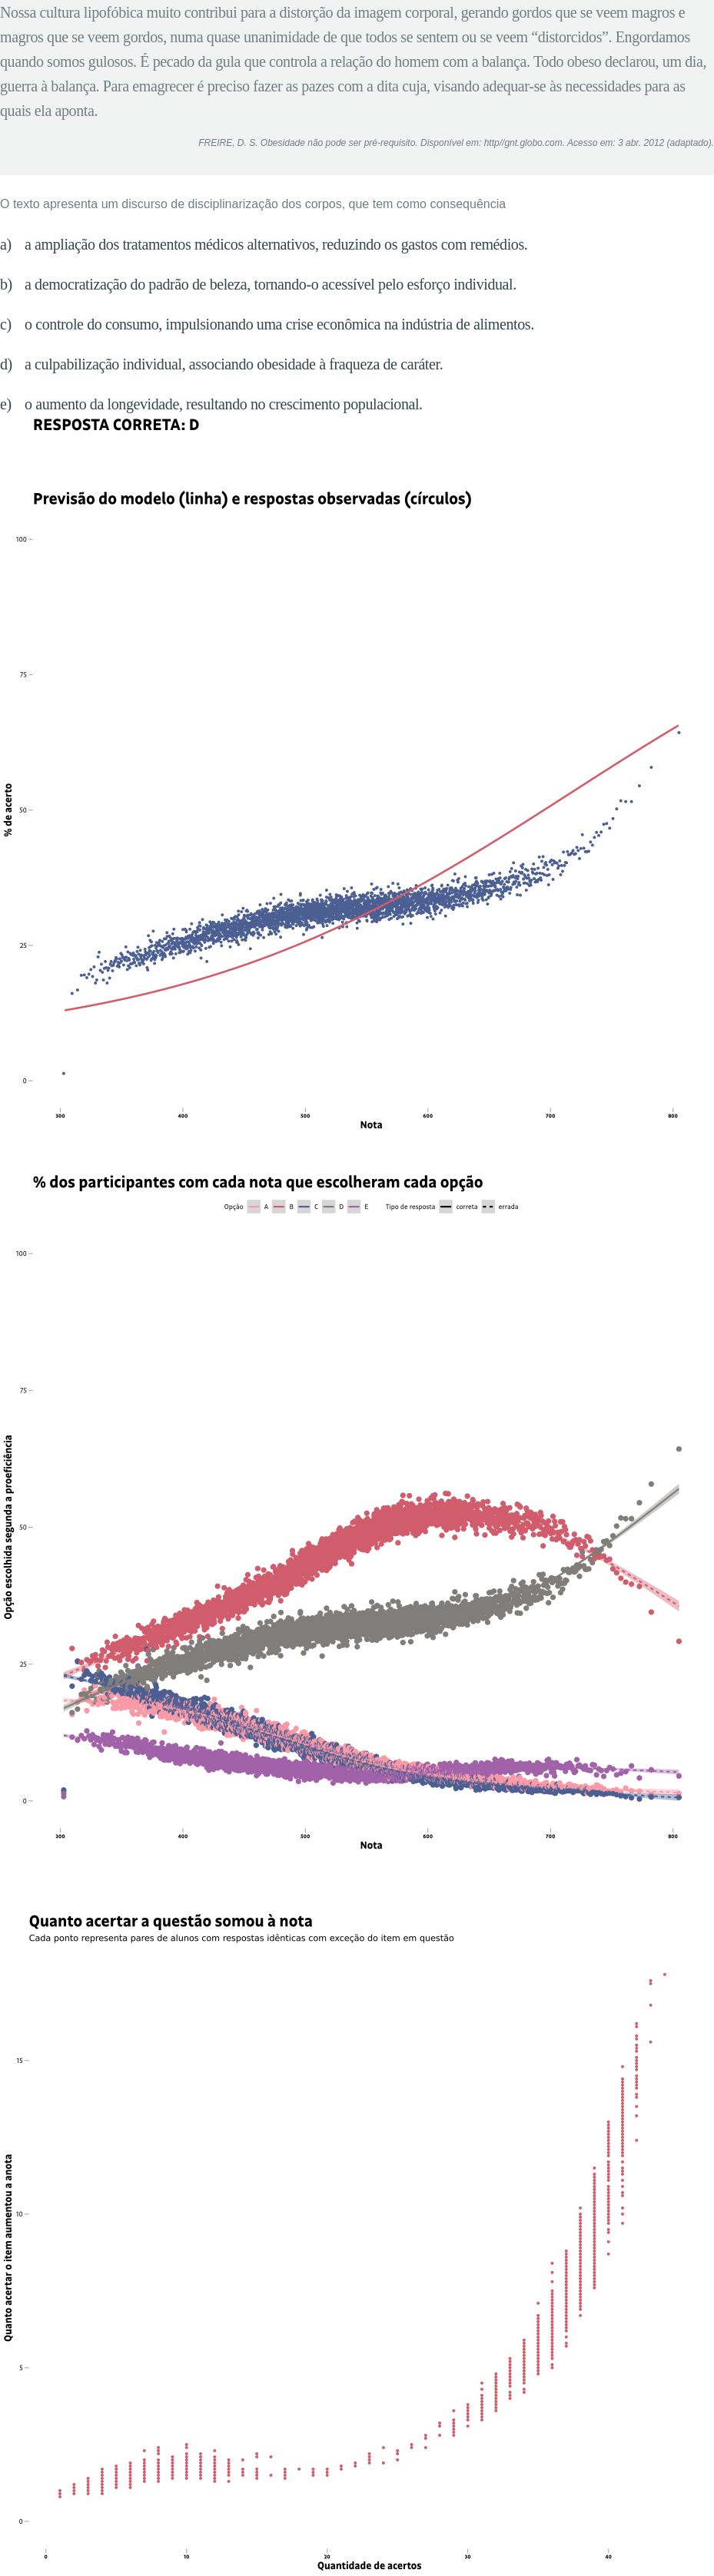 Nossa cultura lipofóbica muito contribui para a distorção da imagem corporal, gerando gordos que se veem magros e
magros que se veem gordos, numa quase unanimidade de que todos se sentem ou se veem “distorcidos”. Engordamos
quando somos gulosos. É pecado da gula que controla a relação do homem com a balança. Todo obeso declarou, um dia,
guerra à balança. Para emagrecer é preciso fazer as pazes com a dita cuja, visando adequar-se às necessidades para as
quais ela aponta.
FREIRE, D. S. Obesidade não pode ser pré-requisito. Disponível em: http//gnt.globo.com. Acesso em: 3 abr. 2012 (adaptado).
O texto apresenta um discurso de disciplinarização dos corpos, que tem como consequência
a) a ampliação dos tratamentos médicos alternativos, reduzindo os gastos com remédios.
b) a democratização do padrão de beleza, tornando-o acessível pelo esforço individual.
c) o controle do consumo, impulsionando uma crise econômica na indústria de alimentos.
d) a culpabilização individual, associando obesidade à fraqueza de caráter.
e) o aumento da longevidade, resultando no crescimento populacional.
RESPOSTA CORRETA: D
Previsão do modelo (linha) e respostas observadas (círculos)
100
75
50
25
0
% de acerto
300 400 500 600 700 800
Nota
% dos participantes com cada nota que escolheram cada opção
Opção A B C D E Tipo de resposta correta errada
100
75
50
25
0
Opção escolhida segunda a proeficiência
300 400 500 600 700 800
Nota
Quanto acertar a questão somou à nota
Cada ponto representa pares de alunos com respostas idênticas com exceção do item em questão
15
10
5
0
Quanto acertar o item aumentou a anota
0 10 20 30 40
Quantidade de acertos